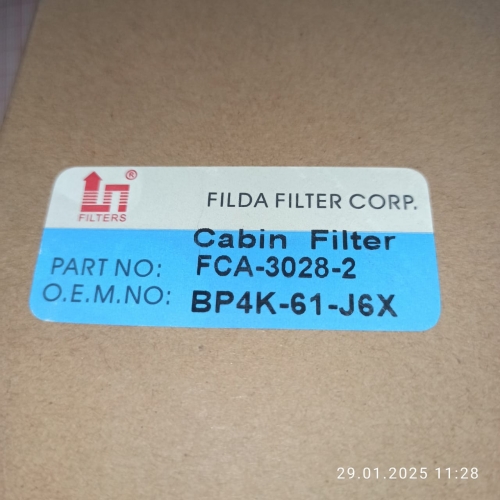 ®
FILTERS
FILDA FILTER CORP.
Cabin Filter
PART NO: FCA-3028-2
O.E.M.NO: BP4K-61-J6X
29.01.2025 11:28